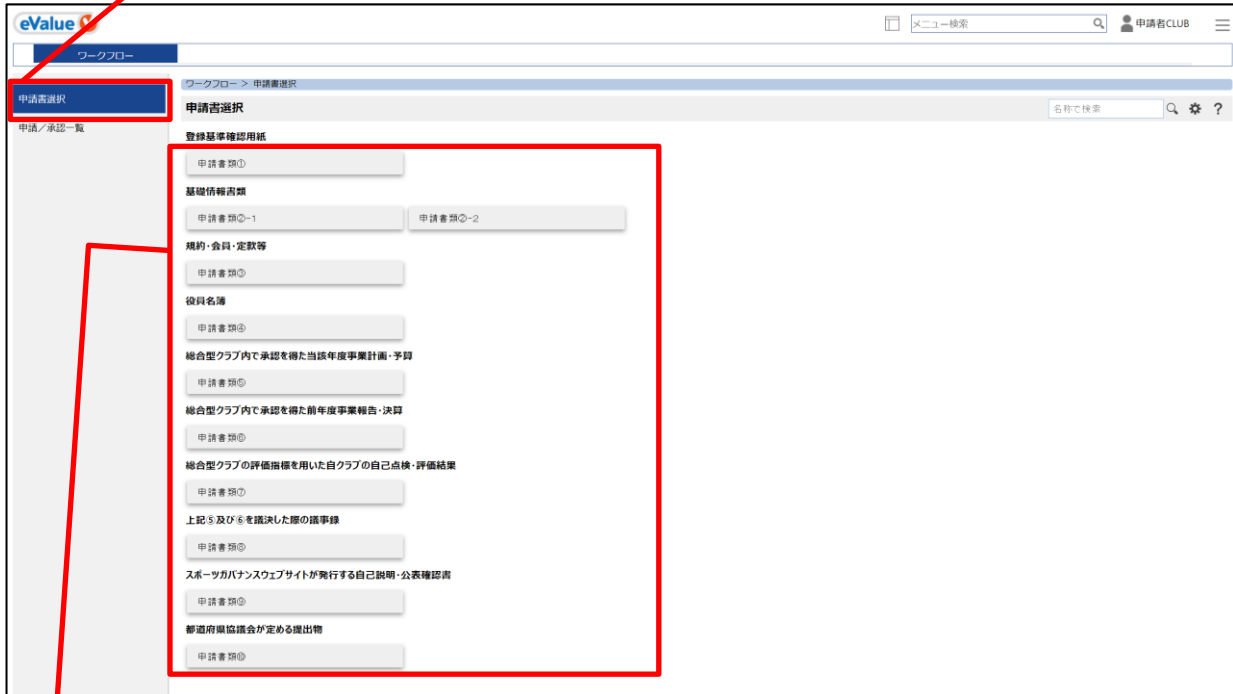 eValue
メニュー検索
申請者CLUB
ワークフロー
申請書選択
申請/承認一覧
ワークフロー > 申請書選択
申請書選択
名称で検索
?
登録基準確認用紙
申請書類①
基礎情報書類
申請書類②-1
申請書類②-2
規約・会員・定款等
申請書類③
役員名簿
申請書類④
総合型クラブ内で承認を得た当該年度事業計画・予算
申請書類⑤
総合型クラブ内で承認を得た前年度事業報告・決算
申請書類⑥
総合型クラブの評価指標を用いた自クラブの自己点検・評価結果
申請書類⑦
上記⑤及び⑥を議決した際の議事録
申請書類⑧
スポーツガバナンスウェブサイトが発行する自己説明・公表確認書
申請書類⑨
都道府県協議会が定める提出物
申請書類⑩